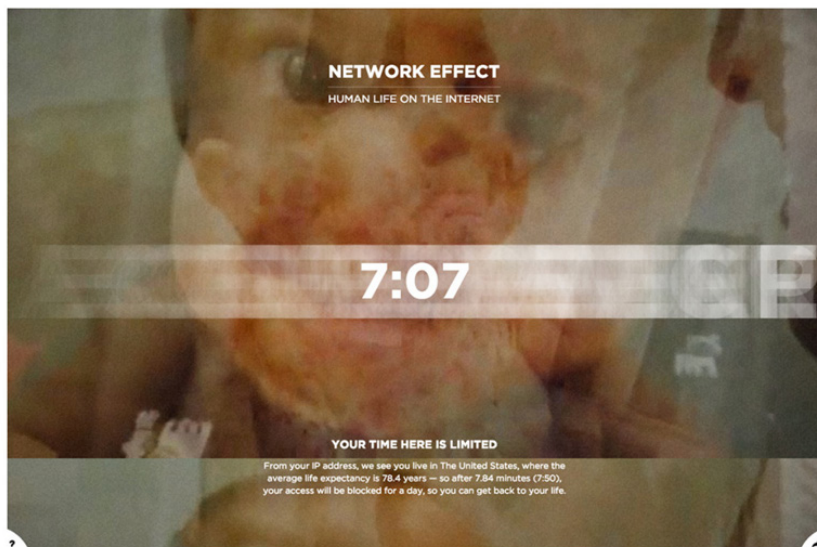 NETWORK EFFECT
HUMAN LIFE ON THE INTERNET
7:07
YOUR TIME HERE IS LIMITED
From your IP address, we see you live in The United States, where the
average life expectancy is 78.4 years — so after 7.84 minutes (7:50),
your access will be blocked for a day, so you can get back to your life.
?